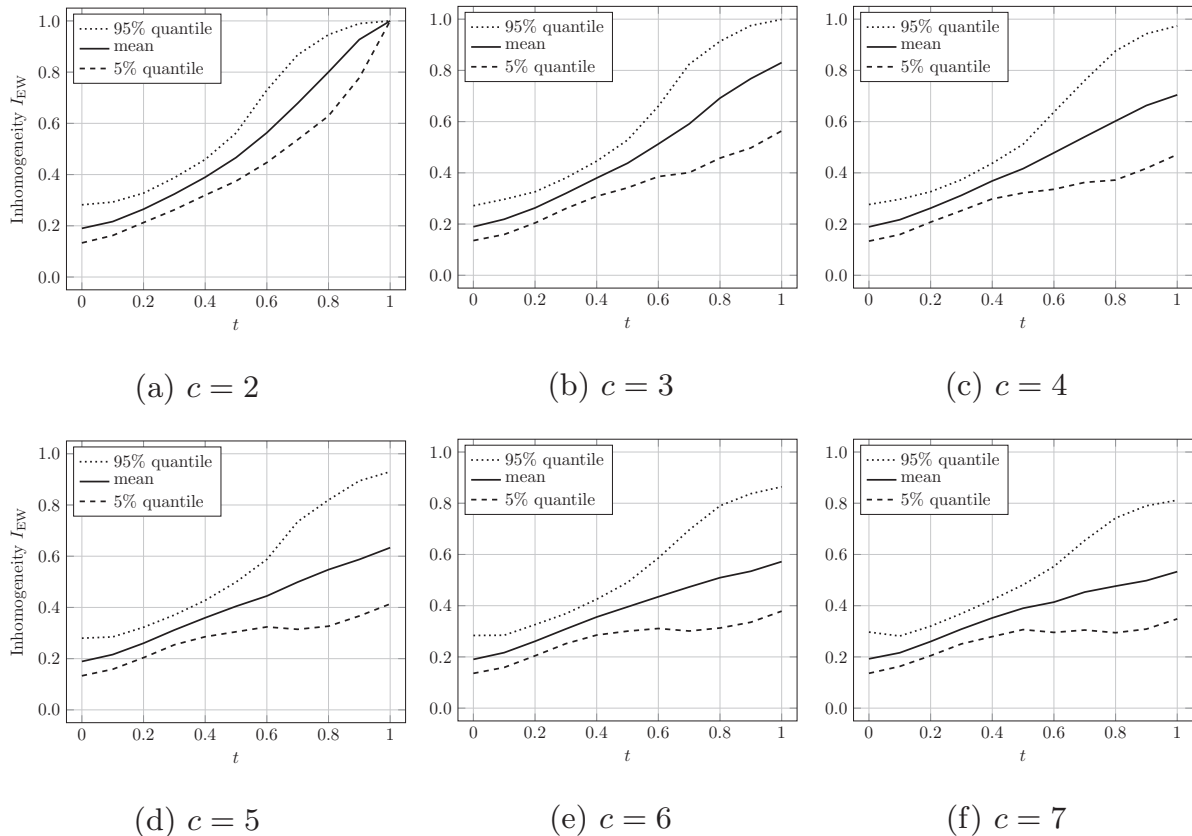 1.0
0.8
0.6
0.4
0.2
0.0
Inhomogeneity I_EW
95% quantile
mean
5% quantile
0 0.2 0.4 0.6 0.8 1
t
(a) c = 2
1.0
0.8
0.6
0.4
0.2
0.0
95% quantile
mean
5% quantile
0 0.2 0.4 0.6 0.8 1
t
(b) c = 3
1.0
0.8
0.6
0.4
0.2
0.0
95% quantile
mean
5% quantile
0 0.2 0.4 0.6 0.8 1
t
(c) c = 4
1.0
0.8
0.6
0.4
0.2
0.0
Inhomogeneity I_EW
95% quantile
mean
5% quantile
0 0.2 0.4 0.6 0.8 1
t
(d) c = 5
1.0
0.8
0.6
0.4
0.2
0.0
95% quantile
mean
5% quantile
0 0.2 0.4 0.6 0.8 1
t
(e) c = 6
1.0
0.8
0.6
0.4
0.2
0.0
95% quantile
mean
5% quantile
0 0.2 0.4 0.6 0.8 1
t
(f) c = 7